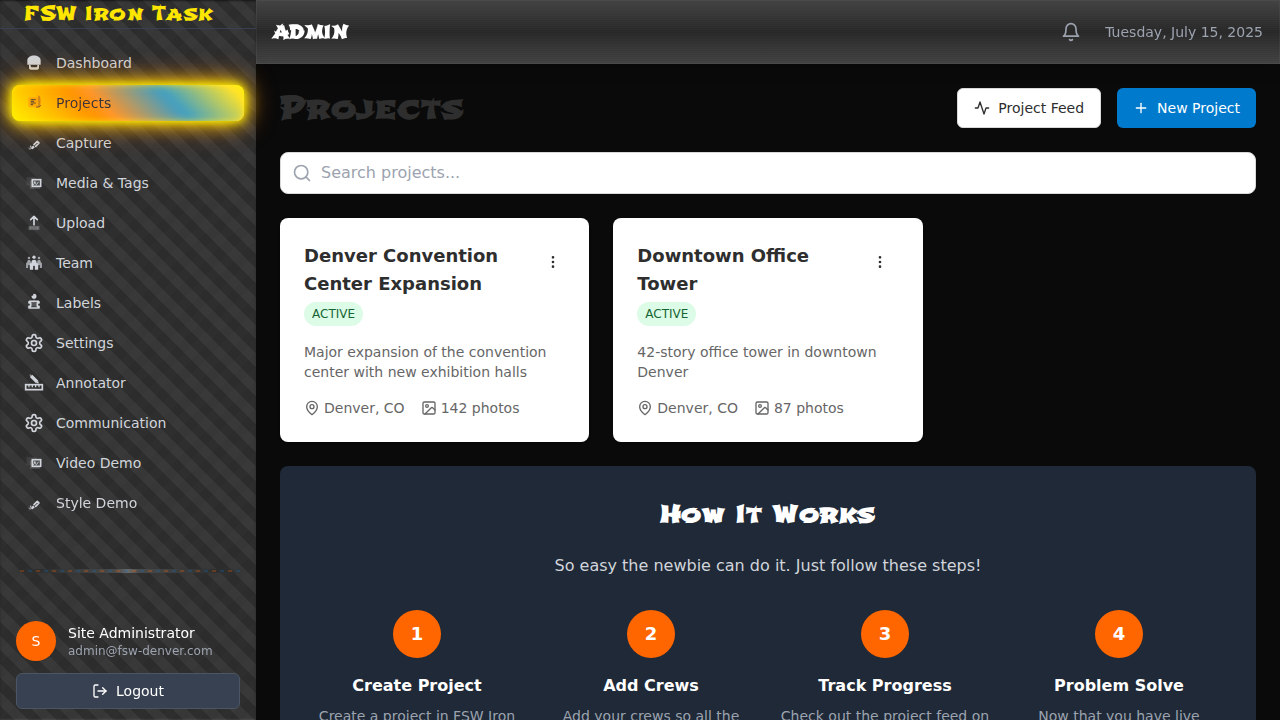 FSW Iron Task
ADMIN
Tuesday, July 15, 2025
Dashboard
Projects
Capture
Media & Tags
Upload
Team
Labels
Settings
Annotator
Communication
Video Demo
Style Demo
S
Site Administrator
admin@fsw-denver.com
Logout
Projects
Project Feed
New Project
Search projects...
Denver Convention
Center Expansion
ACTIVE
Major expansion of the convention
center with new exhibition halls
Denver, CO
142 photos
Downtown Office
Tower
ACTIVE
42-story office tower in downtown
Denver
Denver, CO
87 photos
How It Works
So easy the newbie can do it. Just follow these steps!
1
Create Project
Create a project in FSW Iron
2
Add Crews
Add your crews so all the
3
Track Progress
Check out the project feed on
4
Problem Solve
Now that you have live